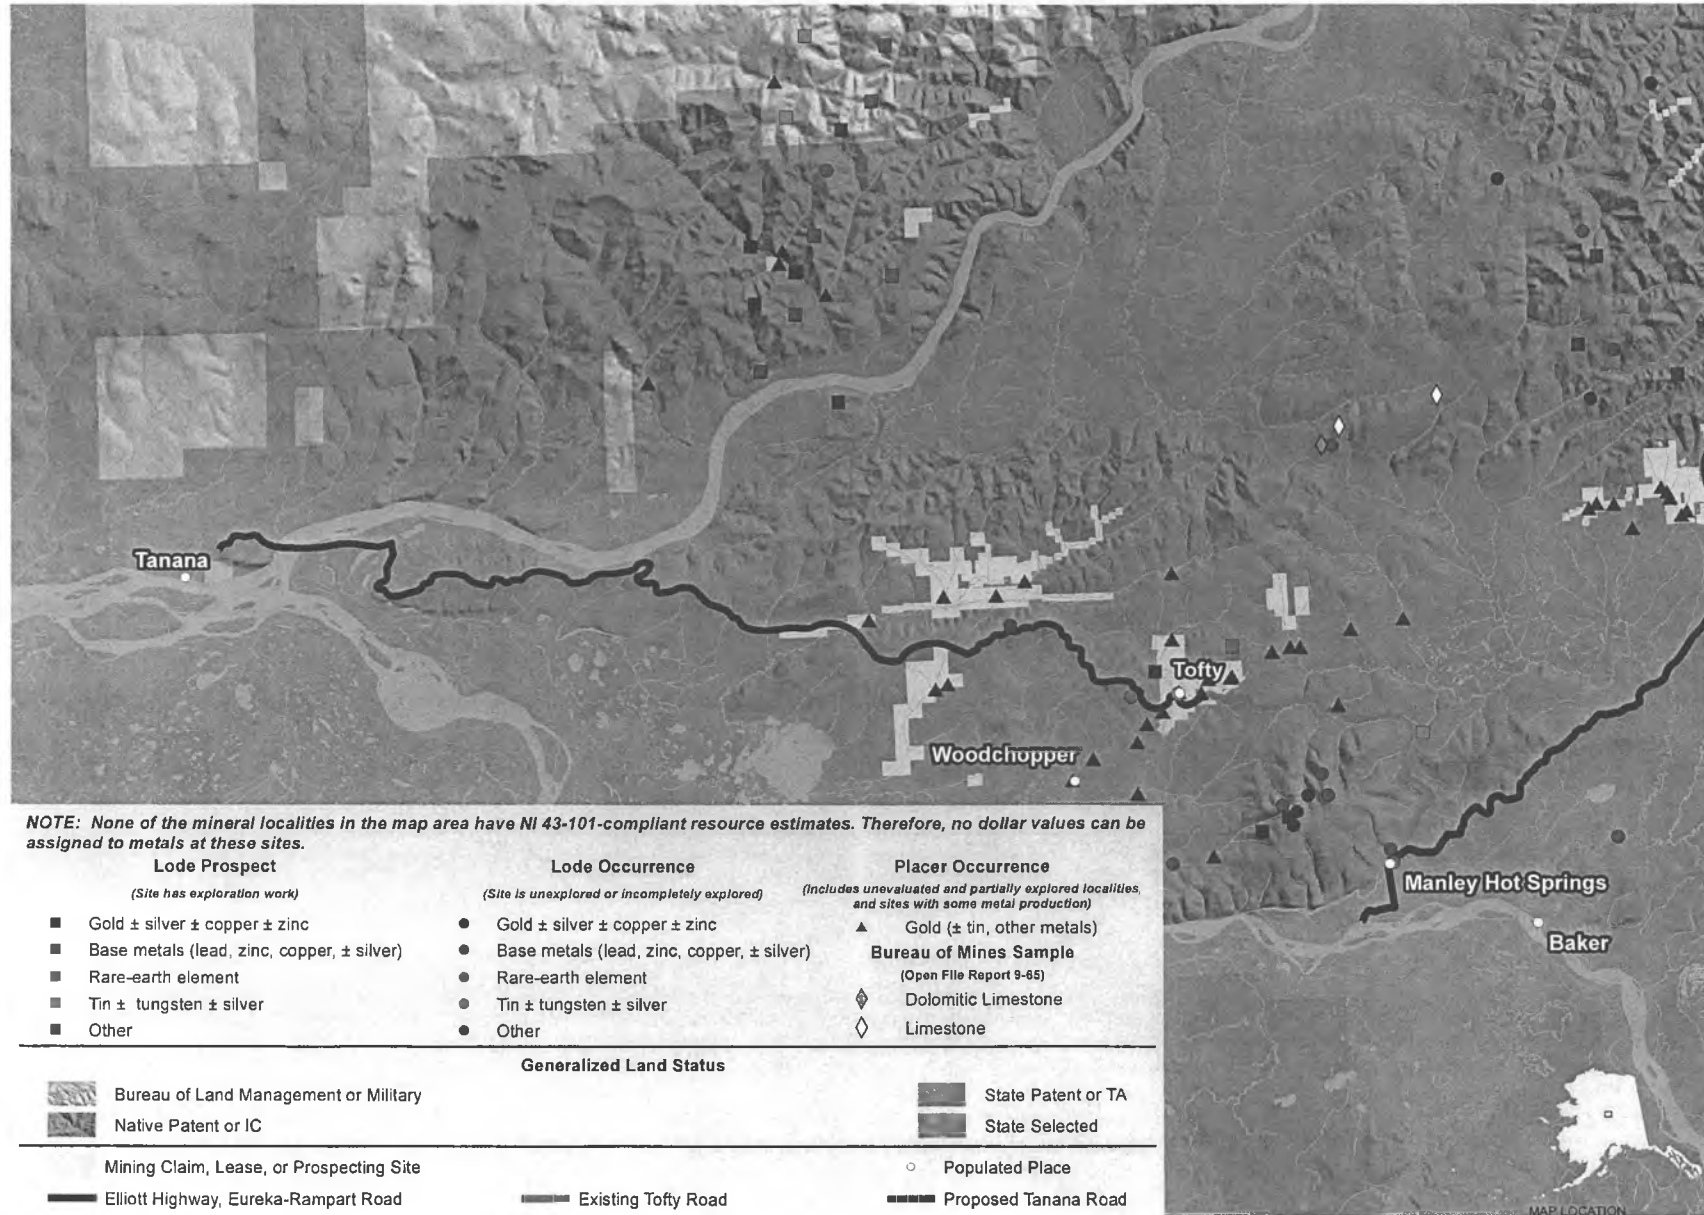 Tanana
Tofty
Woodchopper
Manley Hot Springs
Baker
NOTE: None of the mineral localities in the map area have NI 43-101-compliant resource estimates. Therefore, no dollar values can be
assigned to metals at these sites.
Lode Prospect
(Site has exploration work)
Gold ± silver ± copper ± zinc
Base metals (lead, zinc, copper, ± silver)
Rare-earth element
Tin ± tungsten ± silver
Other
Lode Occurrence
(Site is unexplored or incompletely explored)
Gold ± silver ± copper ± zinc
Base metals (lead, zinc, copper, ± silver)
Rare-earth element
Tin ± tungsten ± silver
Other
Placer Occurrence
(Includes unevaluated and partially explored localities,
and sites with some metal production)
Gold (± tin, other metals)
Bureau of Mines Sample
(Open File Report 9-65)
Dolomitic Limestone
Limestone
Generalized Land Status
Bureau of Land Management or Military
Native Patent or IC
State Patent or TA
State Selected
Mining Claim, Lease, or Prospecting Site
Populated Place
Elliott Highway, Eureka-Rampart Road
Existing Tofty Road
Proposed Tanana Road
MAP LOCATION